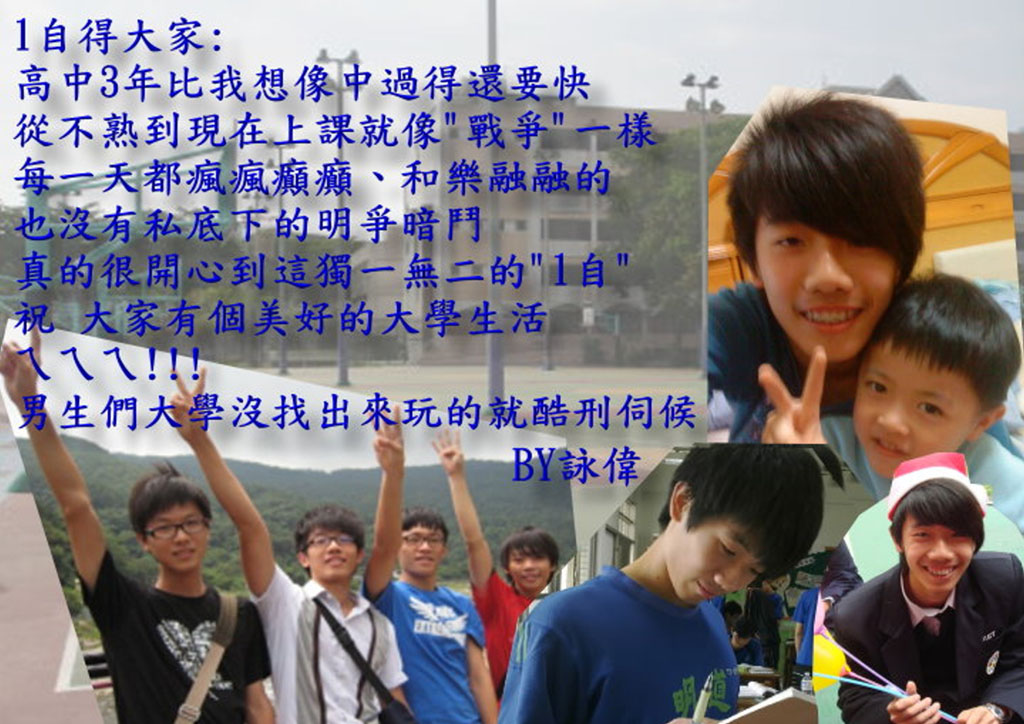 1自得大家:
高中3年比我想像中過得還要快
從不熟到現在上課就像"戰爭"一樣
每一天都瘋瘋癲癲、和樂融融的
也沒有私底下的明爭暗鬥
真的很開心到這獨一無二的"1自"
祝 大家有個美好的大學生活
ㄟㄟㄟ!!!
男生們大學沒找出來玩的就酷刑伺候
BY詠偉
明道